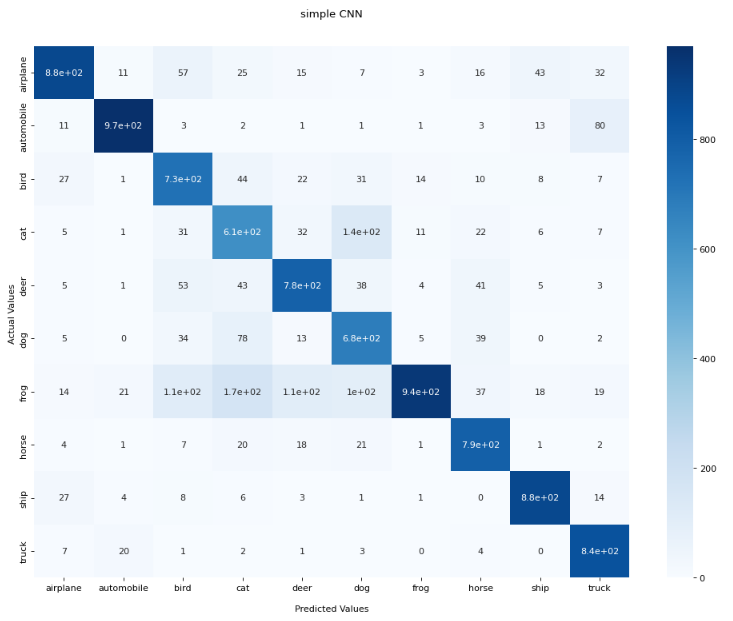 simple CNN
airplane 8.8e+02 11 57 25 15 7 3 16 43 32
automobile 11 9.7e+02 3 2 1 1 1 3 13 80
bird 27 1 7.3e+02 44 22 31 14 10 8 7
cat 5 1 31 6.1e+02 32 1.4e+02 11 22 6 7
deer 5 1 53 43 7.8e+02 38 4 41 5 3
dog 5 0 34 78 13 6.8e+02 5 39 0 2
frog 14 21 1.1e+02 1.7e+02 1.1e+02 1e+02 9.4e+02 37 18 19
horse 4 1 7 20 18 21 1 7.9e+02 1 2
ship 27 4 8 6 3 1 1 0 8.8e+02 14
truck 7 20 1 2 1 3 0 4 0 8.4e+02
airplane automobile bird cat deer dog frog horse ship truck
Predicted Values
Actual Values
800
600
400
200
0